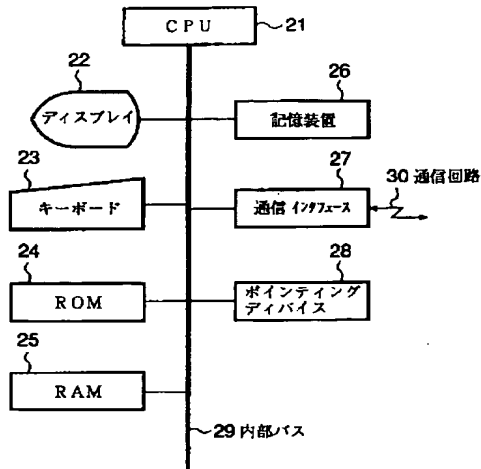 CPU
21
22
ディスプレイ
26
記憶装置
23
キーボード
27
通信 インタフェース
30 通信回路
24
ROM
28
ポインティング
ディバイス
25
RAM
29 内部バス